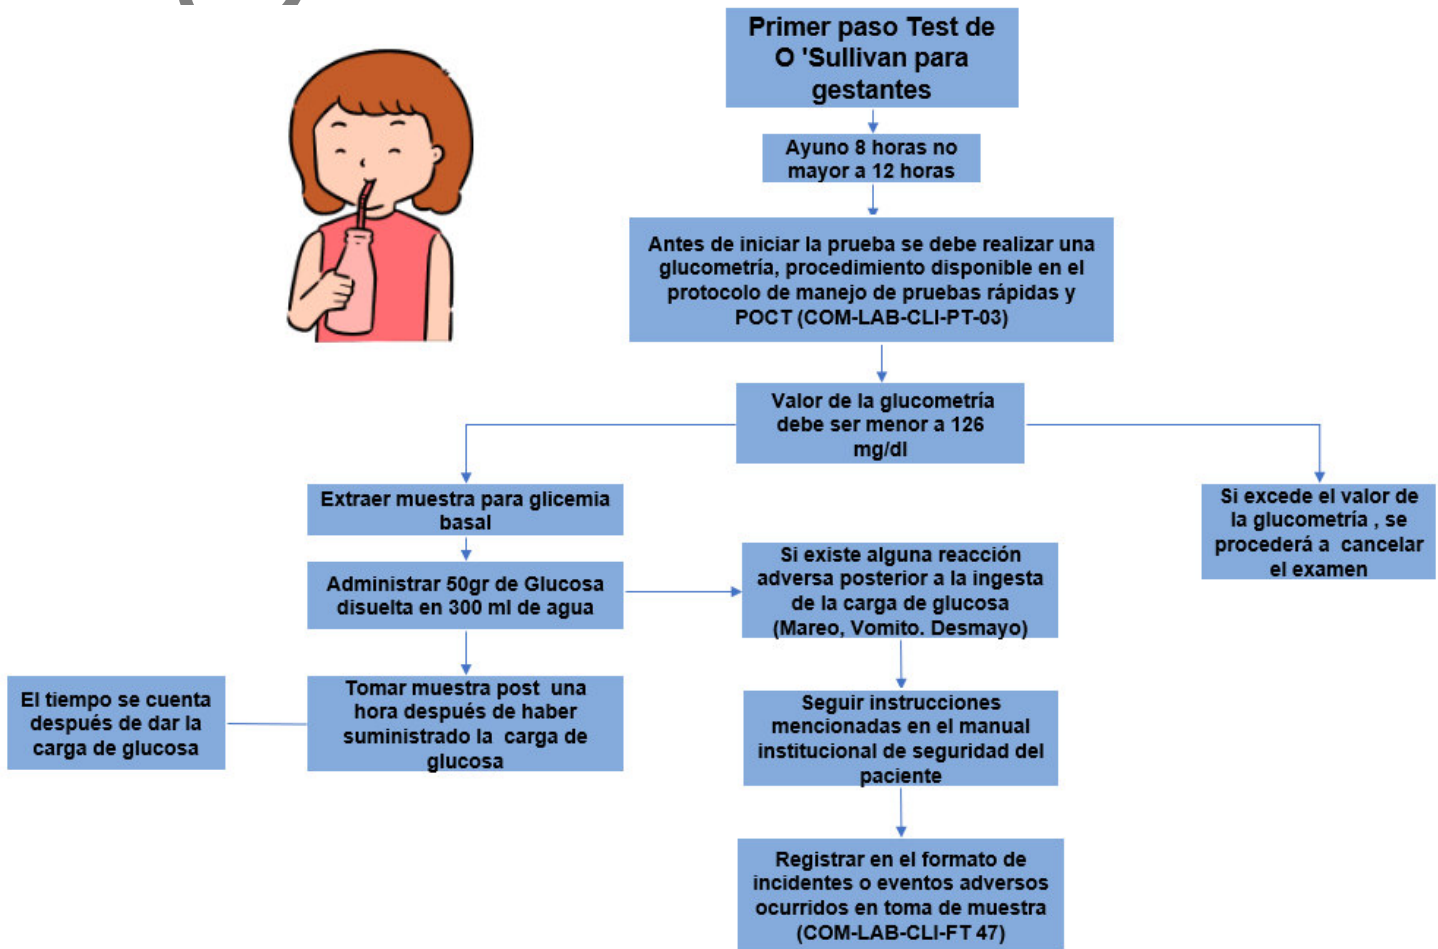 Primer paso Test de
O 'Sullivan para
gestantes
Ayuno 8 horas no
mayor a 12 horas
Antes de iniciar la prueba se debe realizar una
glucometría, procedimiento disponible en el
protocolo de manejo de pruebas rápidas y
POCT (COM-LAB-CLI-PT-03)
Valor de la glucometría
debe ser menor a 126
mg/dl
Extraer muestra para glicemia
basal
Si excede el valor de
la glucometría , se
procederá a cancelar
el examen
Administrar 50gr de Glucosa
disuelta en 300 ml de agua
Si existe alguna reacción
adversa posterior a la ingesta
de la carga de glucosa
(Mareo, Vomito. Desmayo)
El tiempo se cuenta
después de dar la
carga de glucosa
Tomar muestra post una
hora después de haber
suministrado la carga de
glucosa
Seguir instrucciones
mencionadas en el manual
institucional de seguridad del
paciente
Registrar en el formato de
incidentes o eventos adversos
ocurridos en toma de muestra
(COM-LAB-CLI-FT 47)